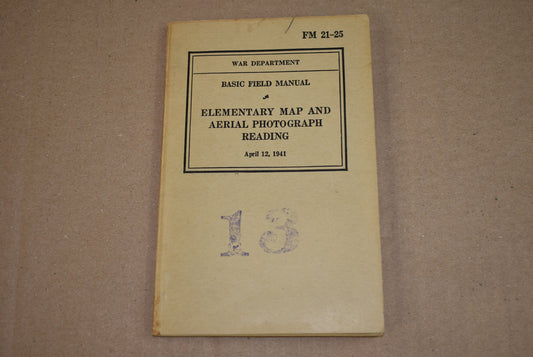 FM 21-25
WAR DEPARTMENT
BASIC FIELD MANUAL
ELEMENTARY MAP AND
AERIAL PHOTOGRAPH
READING
April 12, 1941
13